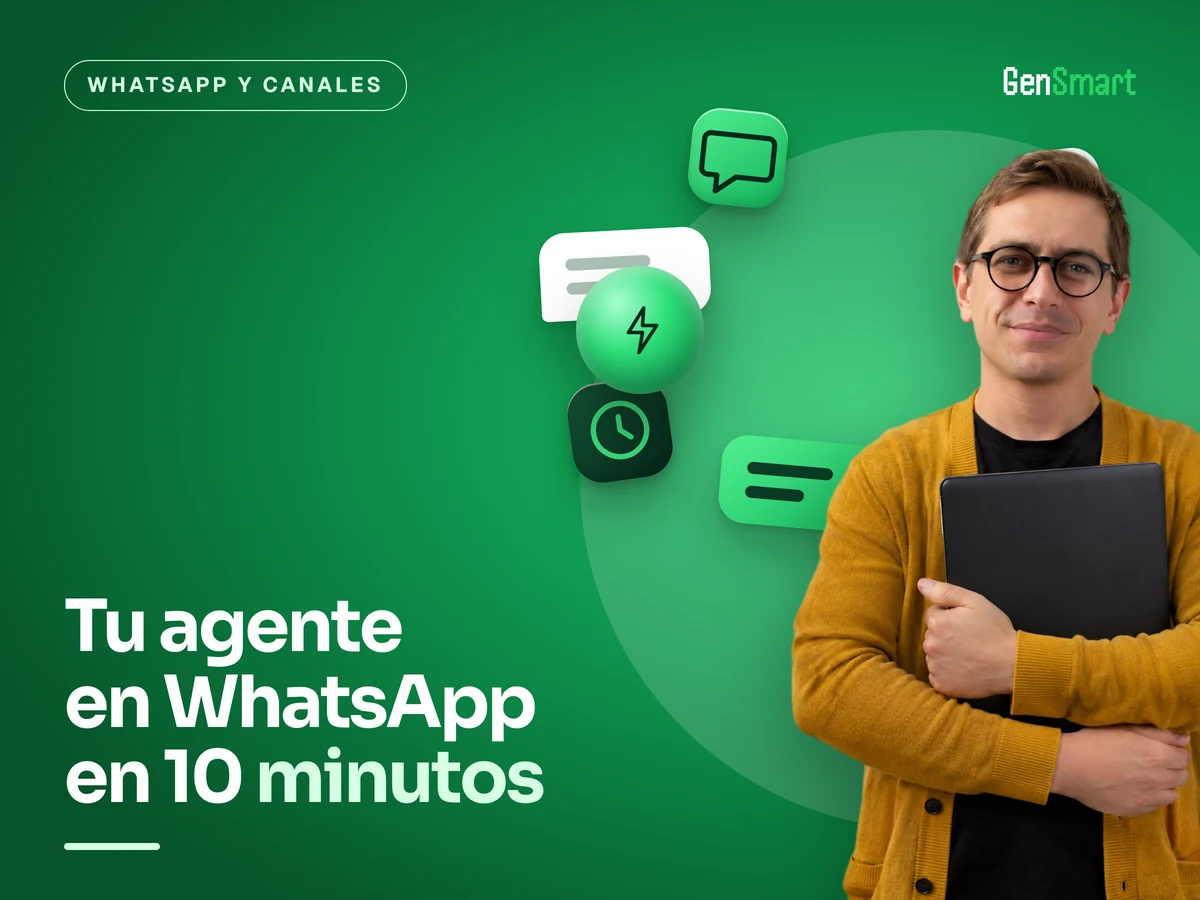 WHATSAPP Y CANALES
GenSmart
Tu agente
en WhatsApp
en 10 minutos